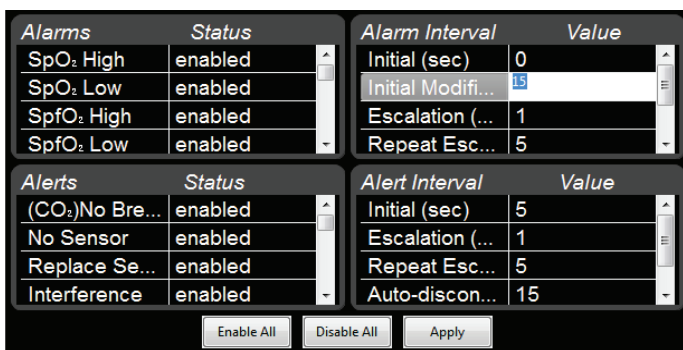 Alarms Status
SpO₂ High enabled
SpO₂ Low enabled
SpfO₂ High enabled
SpfO₂ Low enabled
Alarm Interval Value
Initial (sec) 0
Initial Modifi... 15
Escalation (... 1
Repeat Esc... 5
Alerts Status
(CO₂)No Bre... enabled
No Sensor enabled
Replace Se... enabled
Interference enabled
Alert Interval Value
Initial (sec) 5
Escalation (... 1
Repeat Esc... 5
Auto-discon... 15
Enable All Disable All Apply